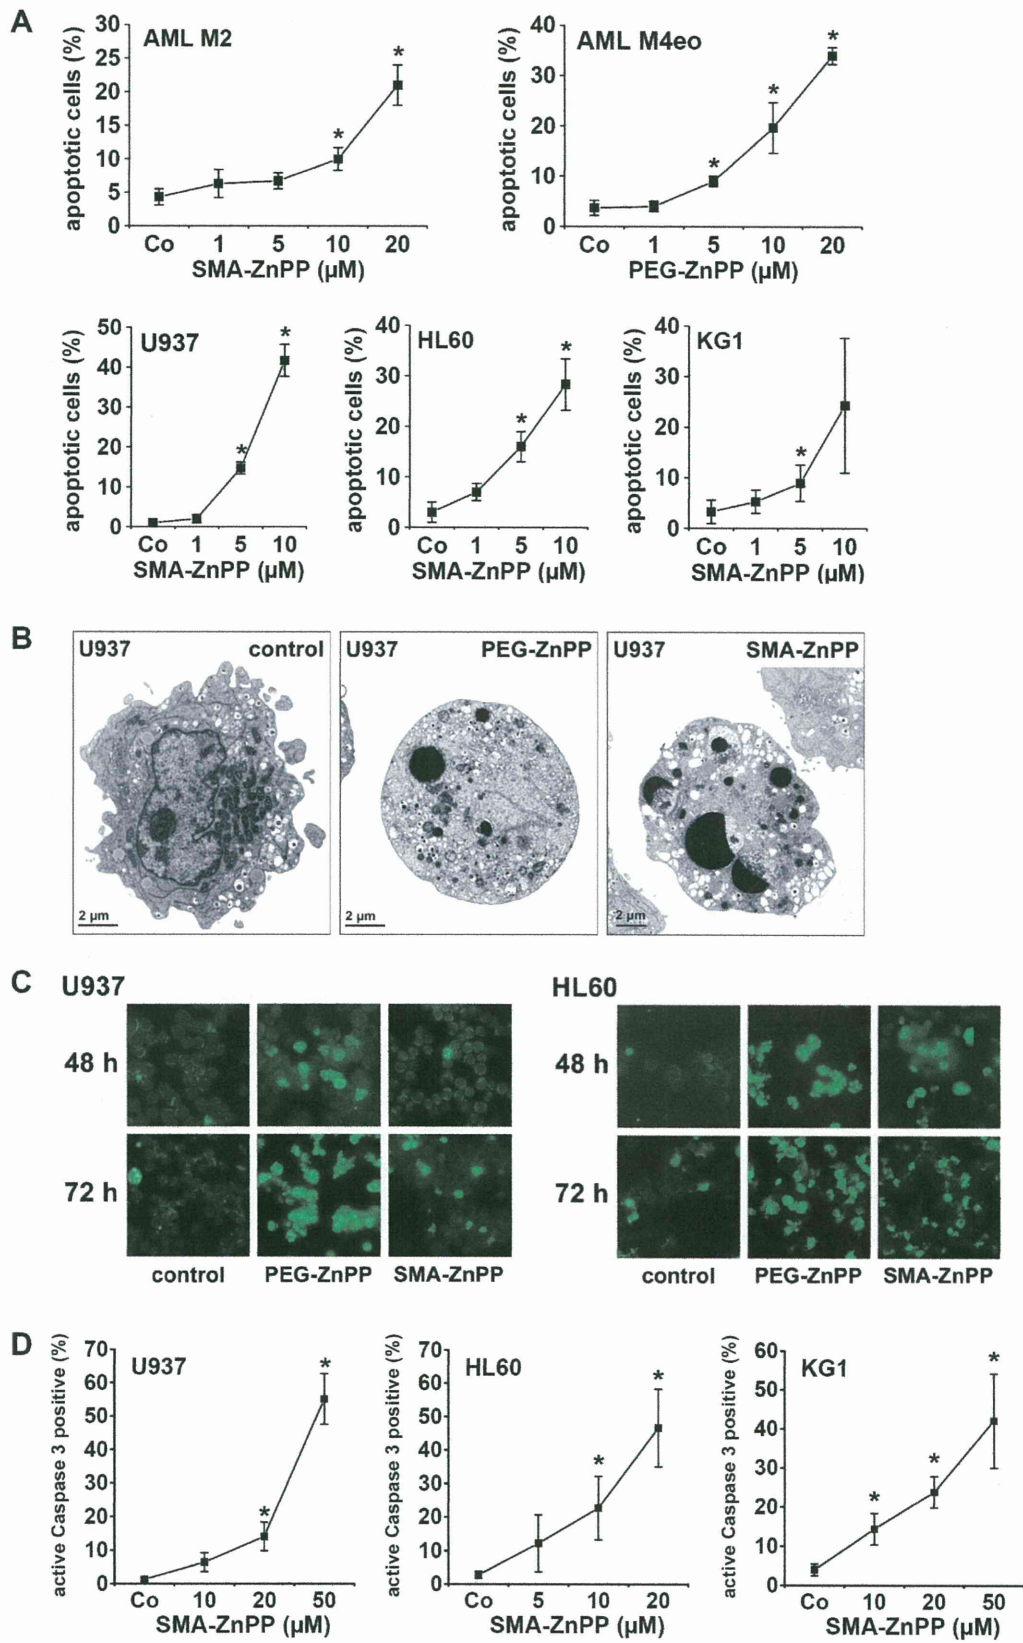 A
AML M2
apoptotic cells (%)
30
25
20
15
10
5
0
Co 1 5 10 20
SMA-ZnPP (µM)
*
*
AML M4eo
apoptotic cells (%)
40
30
20
10
0
Co 1 5 10 20
PEG-ZnPP (µM)
*
*
*
U937
apoptotic cells (%)
50
40
30
20
10
0
Co 1 5 10
SMA-ZnPP (µM)
*
*
HL60
apoptotic cells (%)
40
30
20
10
0
Co 1 5 10
SMA-ZnPP (µM)
*
*
KG1
apoptotic cells (%)
40
30
20
10
0
Co 1 5 10
SMA-ZnPP (µM)
*
B
U937 control
2 µm
U937 PEG-ZnPP
2 µm
U937 SMA-ZnPP
2 µm
C
U937
48 h
72 h
control PEG-ZnPP SMA-ZnPP
HL60
48 h
72 h
control PEG-ZnPP SMA-ZnPP
D
U937
active Caspase 3 positive (%)
70
60
50
40
30
20
10
0
Co 10 20 50
SMA-ZnPP (µM)
*
*
HL60
active Caspase 3 positive (%)
70
60
50
40
30
20
10
0
Co 5 10 20
SMA-ZnPP (µM)
*
*
KG1
active Caspase 3 positive (%)
60
50
40
30
20
10
0
Co 10 20 50
SMA-ZnPP (µM)
*
*
*